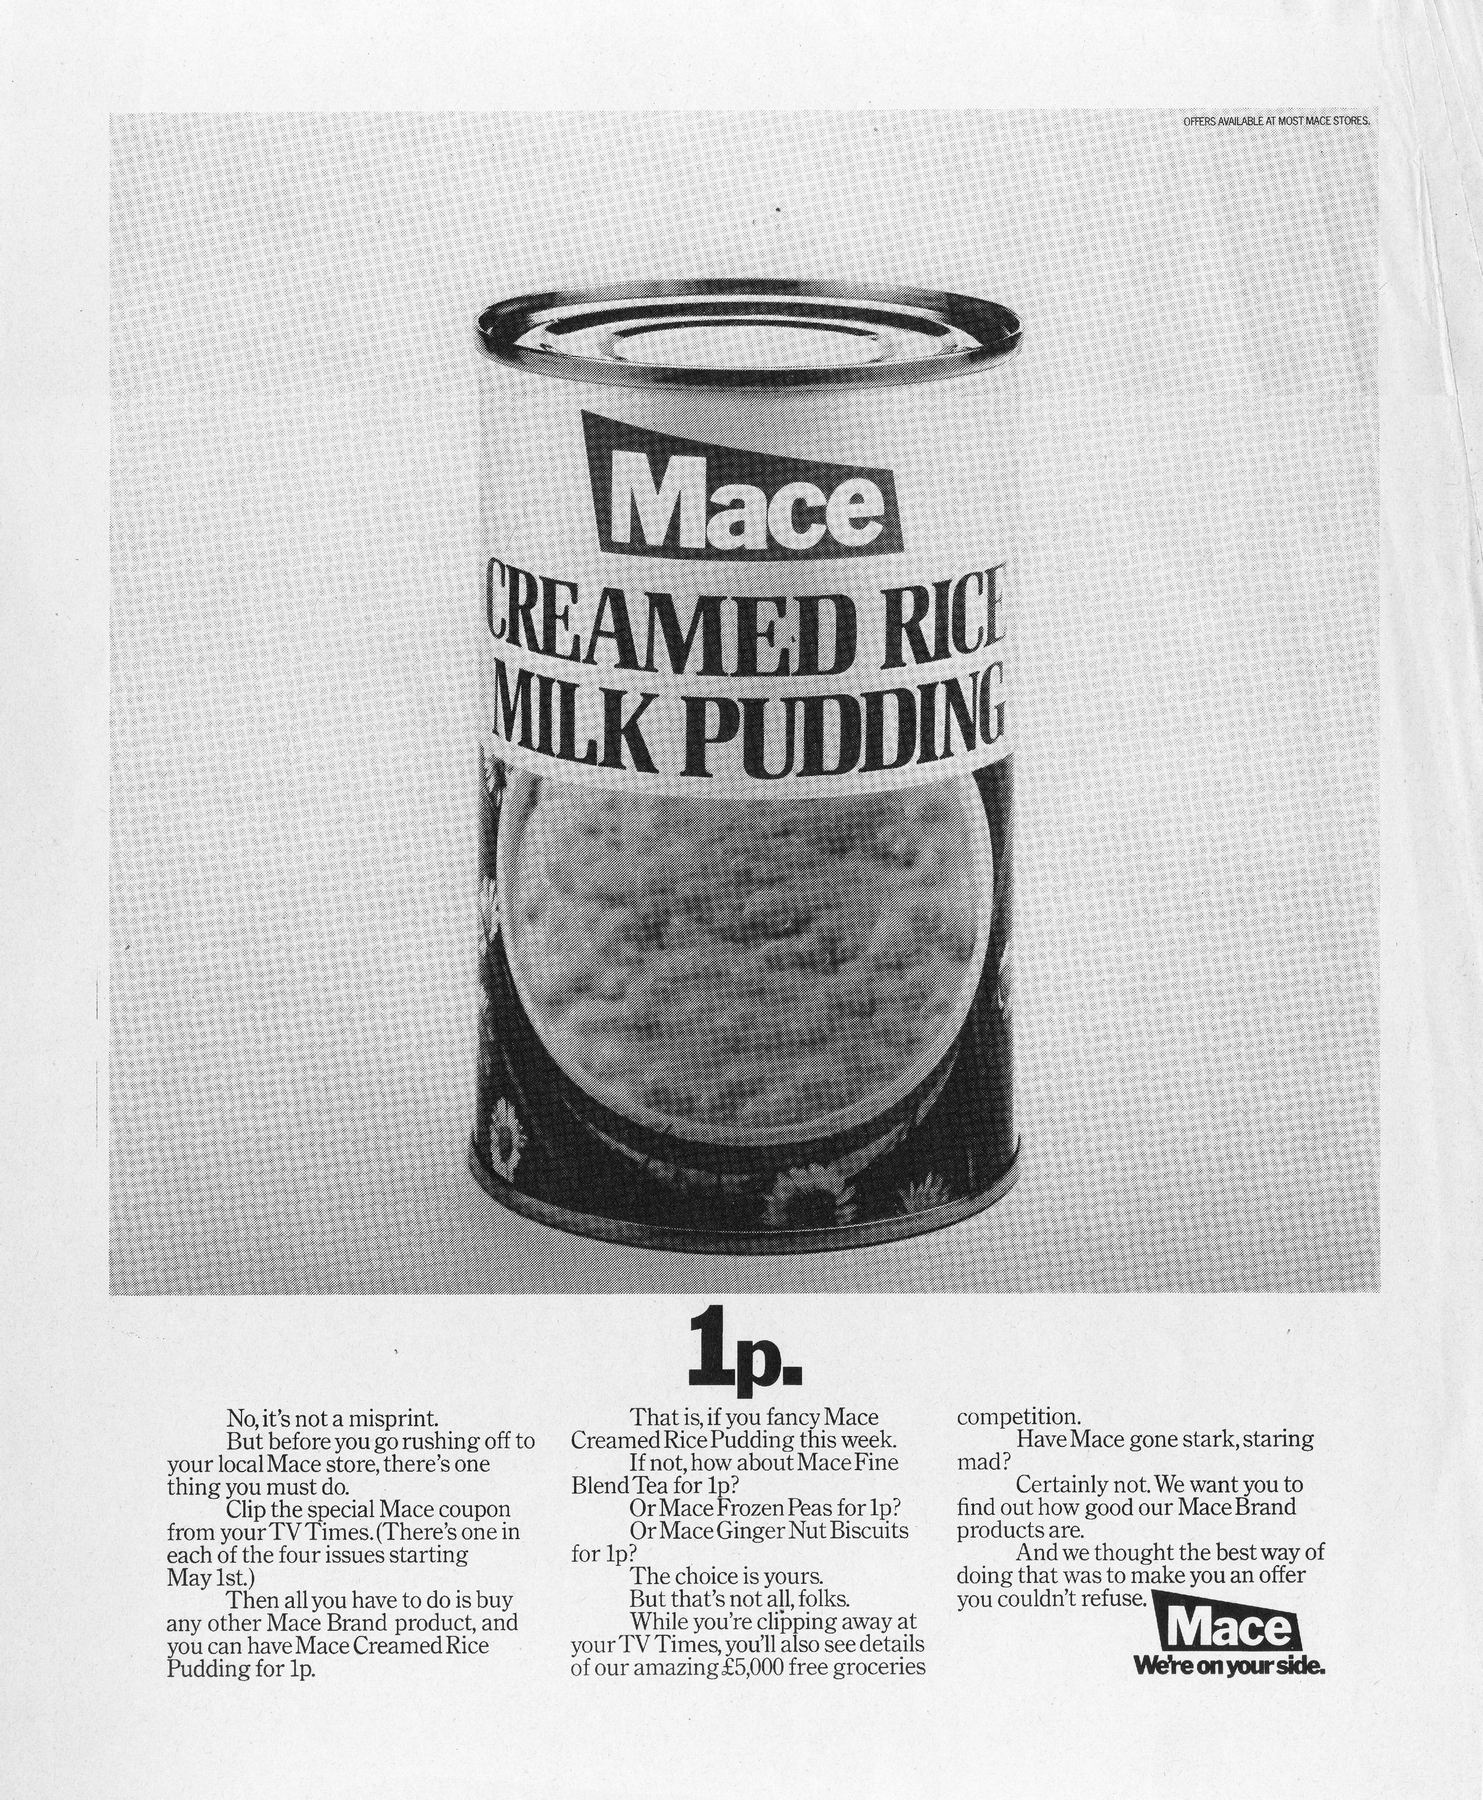 OFFERS AVAILABLE AT MOST MACE STORES.
Mace
CREAMED RICE
MILK PUDDING
1p.
No, it's not a misprint.
But before you go rushing off to
your local Mace store, there's one
thing you must do.
Clip the special Mace coupon
from your TV Times. (There's one in
each of the four issues starting
May 1st.)
Then all you have to do is buy
any other Mace Brand product, and
you can have Mace Creamed Rice
Pudding for 1p.
That is, if you fancy Mace
Creamed Rice Pudding this week.
If not, how about Mace Fine
Blend Tea for 1p?
Or Mace Frozen Peas for 1p?
Or Mace Ginger Nut Biscuits
for 1p?
The choice is yours.
But that's not all, folks.
While you're clipping away at
your TV Times, you'll also see details
of our amazing £5,000 free groceries
competition.
Have Mace gone stark, staring
mad?
Certainly not. We want you to
find out how good our Mace Brand
products are.
And we thought the best way of
doing that was to make you an offer
you couldn't refuse.
Mace
We're on your side.